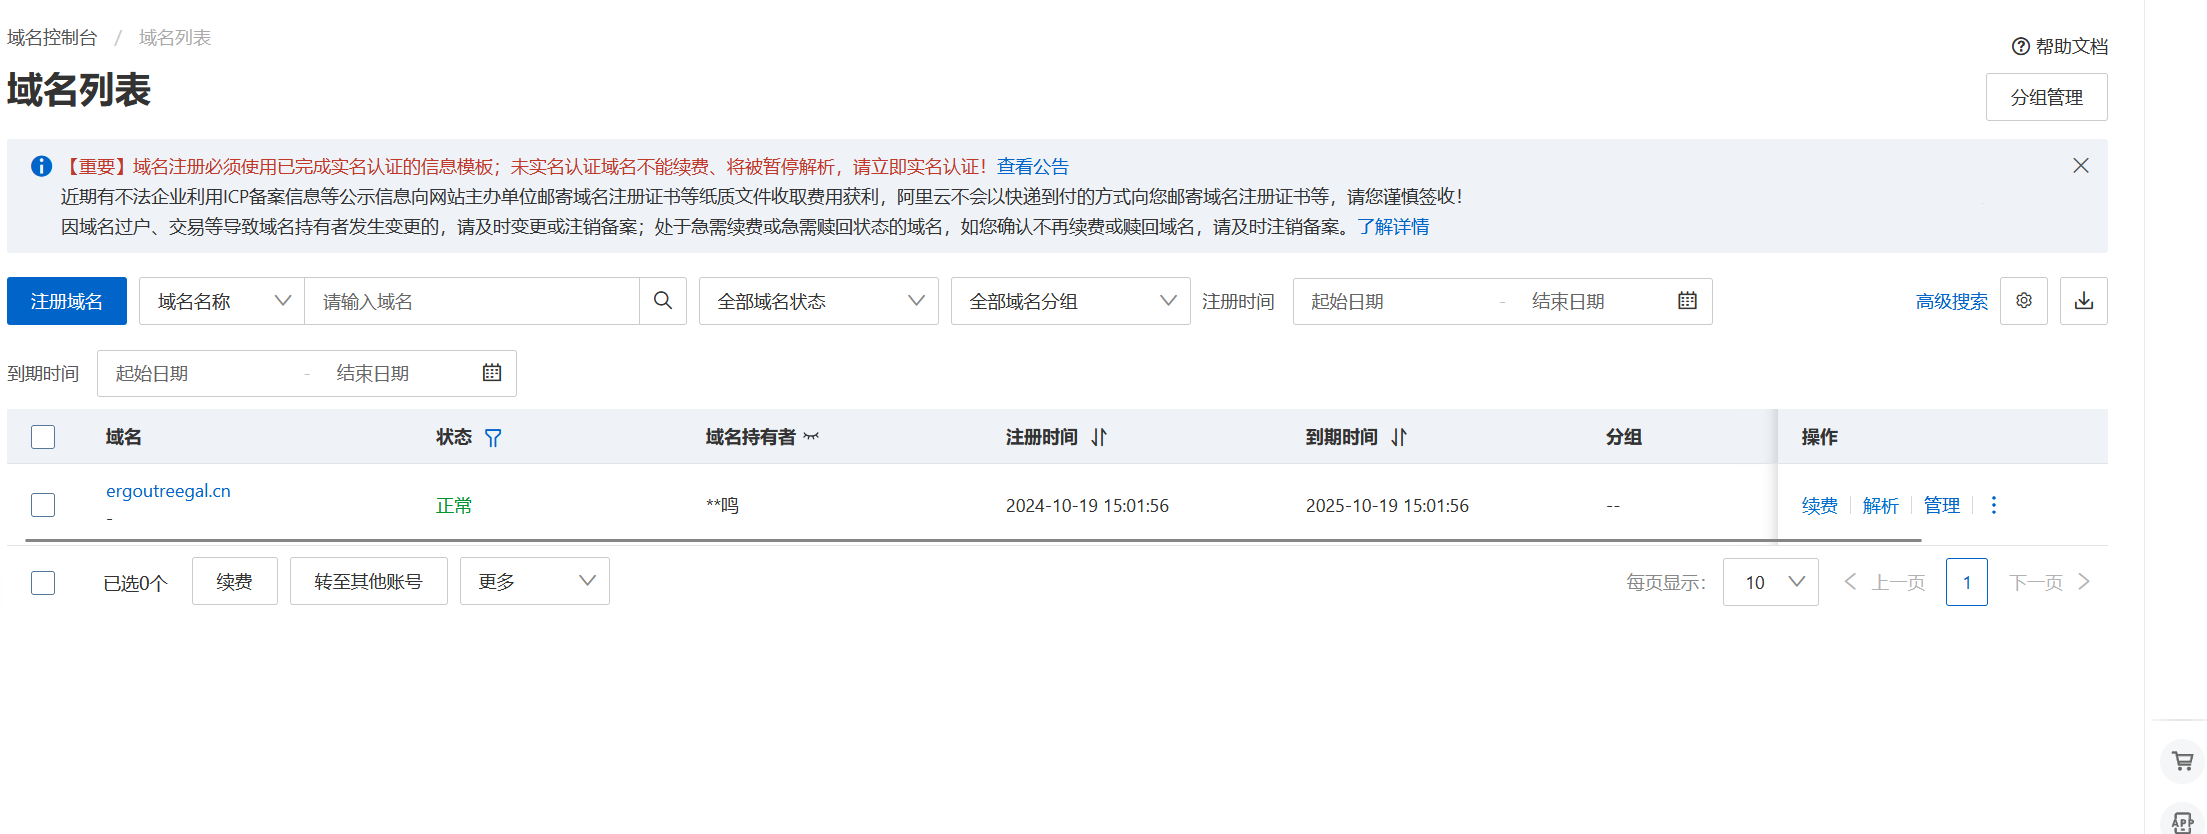 域名控制台 / 域名列表
帮助文档
域名列表
分组管理
【重要】域名注册必须使用已完成实名认证的信息模板；未实名认证域名不能续费、将被暂停解析，请立即实名认证！查看公告
近期有不法企业利用ICP备案信息等公示信息向网站主办单位邮寄域名注册证书等纸质文件收取费用获利，阿里云不会以快递到付的方式向您邮寄域名注册证书等，请您谨慎签收！
因域名过户、交易等导致域名持有者发生变更的，请及时变更或注销备案；处于急需续费或急需赎回状态的域名，如您确认不再续费或赎回域名，请及时注销备案。了解详情
注册域名 域名名称 请输入域名 全部域名状态 全部域名分组 注册时间 起始日期 - 结束日期 高级搜索
到期时间 起始日期 - 结束日期
域名 状态 域名持有者 注册时间 到期时间 分组 操作
ergoutreegal.cn 正常 **鸣 2024-10-19 15:01:56 2025-10-19 15:01:56 -- 续费 解析 管理
-
已选0个 续费 转至其他账号 更多 每页显示： 10 上一页 1 下一页
APP